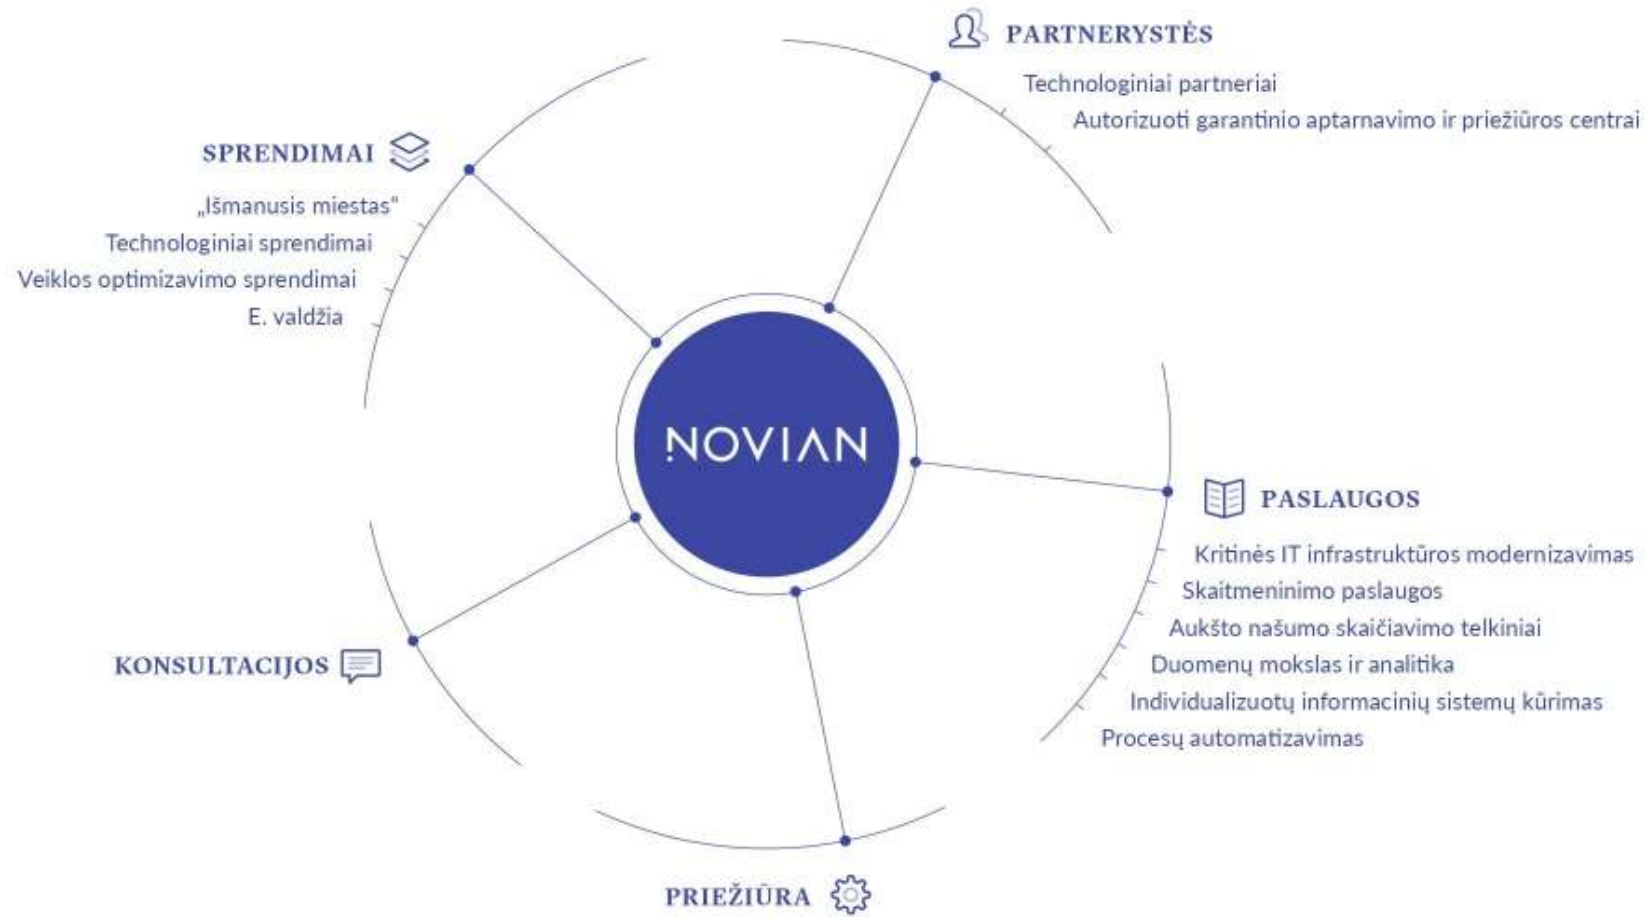 PARTNERYSTĖS
Technologiniai partneriai
Autorizuoti garantinio aptarnavimo ir priežiūros centrai
SPRENDIMAI
„Išmanusis miestas“
Technologiniai sprendimai
Veiklos optimizavimo sprendimai
E. valdžia
NOVIAN
PASLAUGOS
Kritinės IT infrastruktūros modernizavimas
Skaitmeninimo paslaugos
Aukšto našumo skaičiavimo telkiniai
Duomenų mokslas ir analitika
Individualizuotų informacinių sistemų kūrimas
Procesų automatizavimas
KONSULTACIJOS
PRIEŽIŪRA